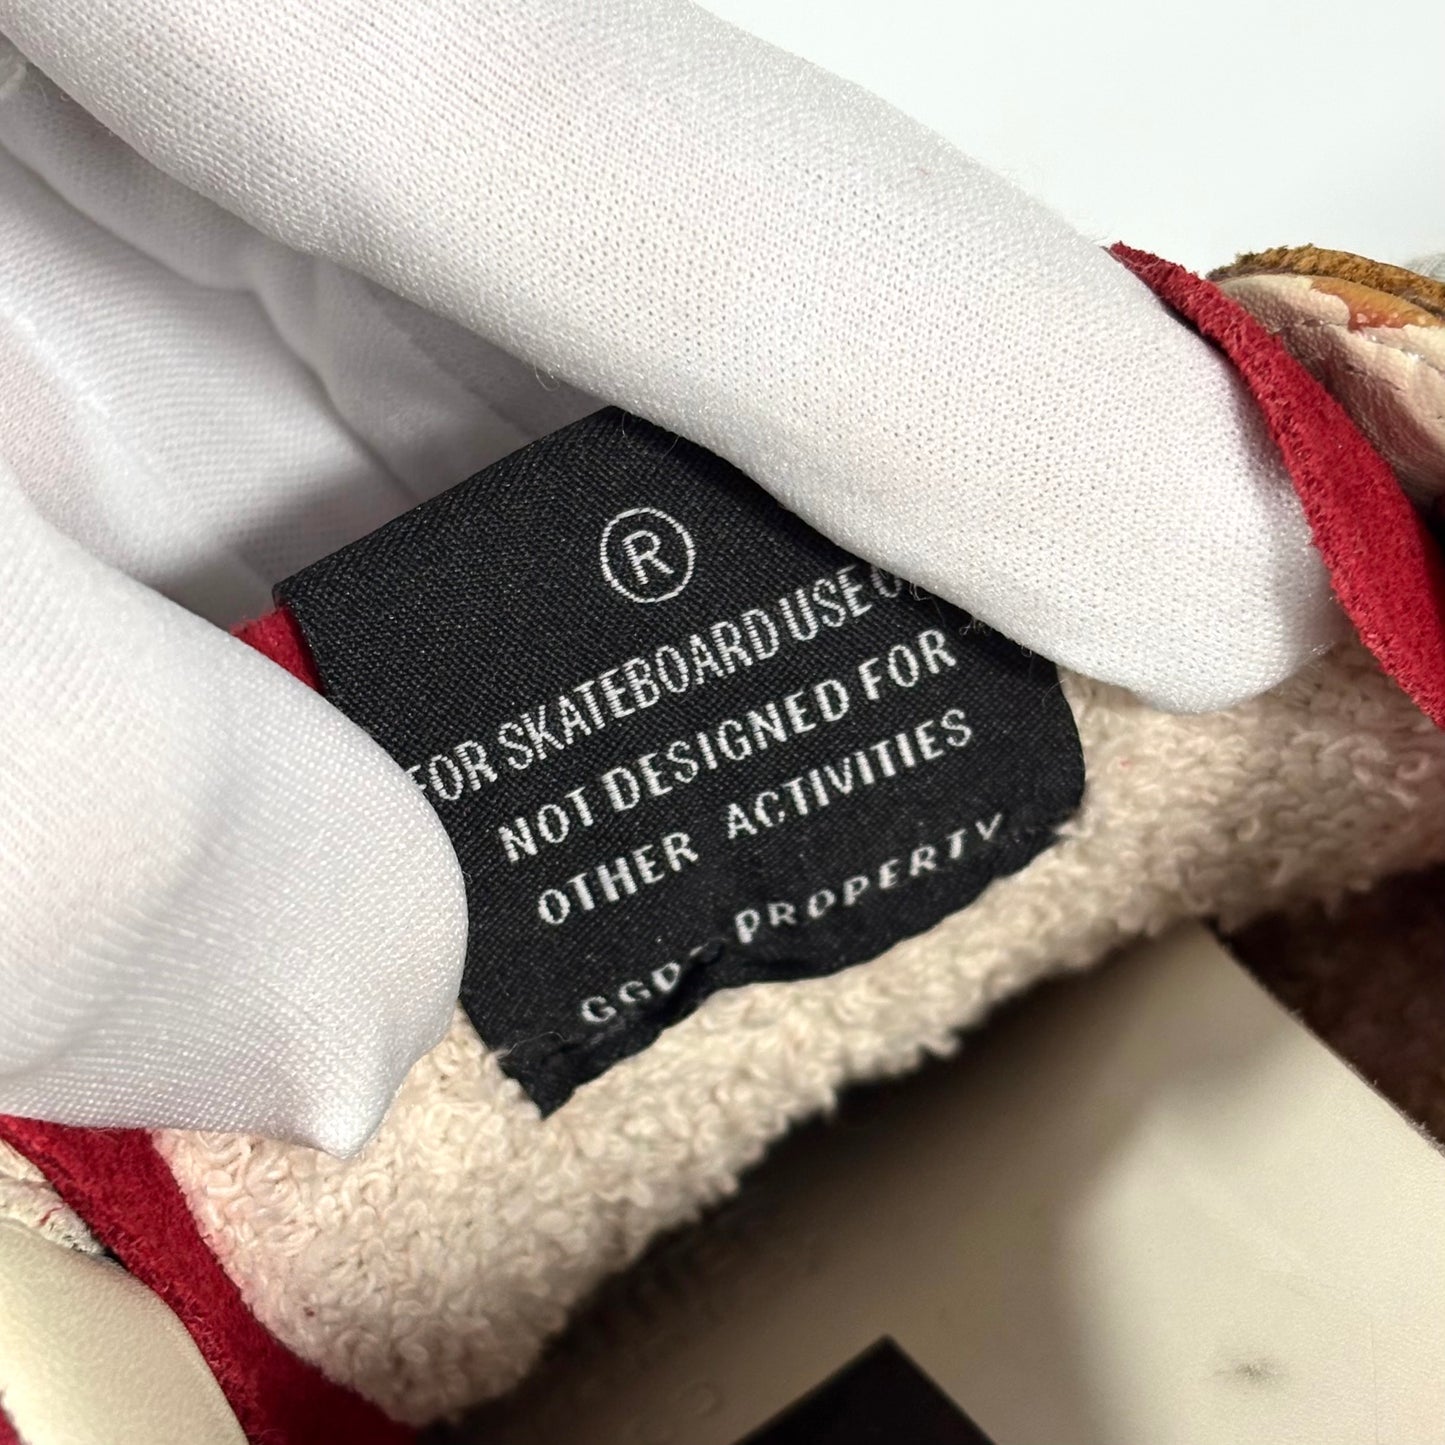 ®
FOR SKATEBOARD USE
NOT DESIGNED FOR
OTHER ACTIVITIES
PROPERTY